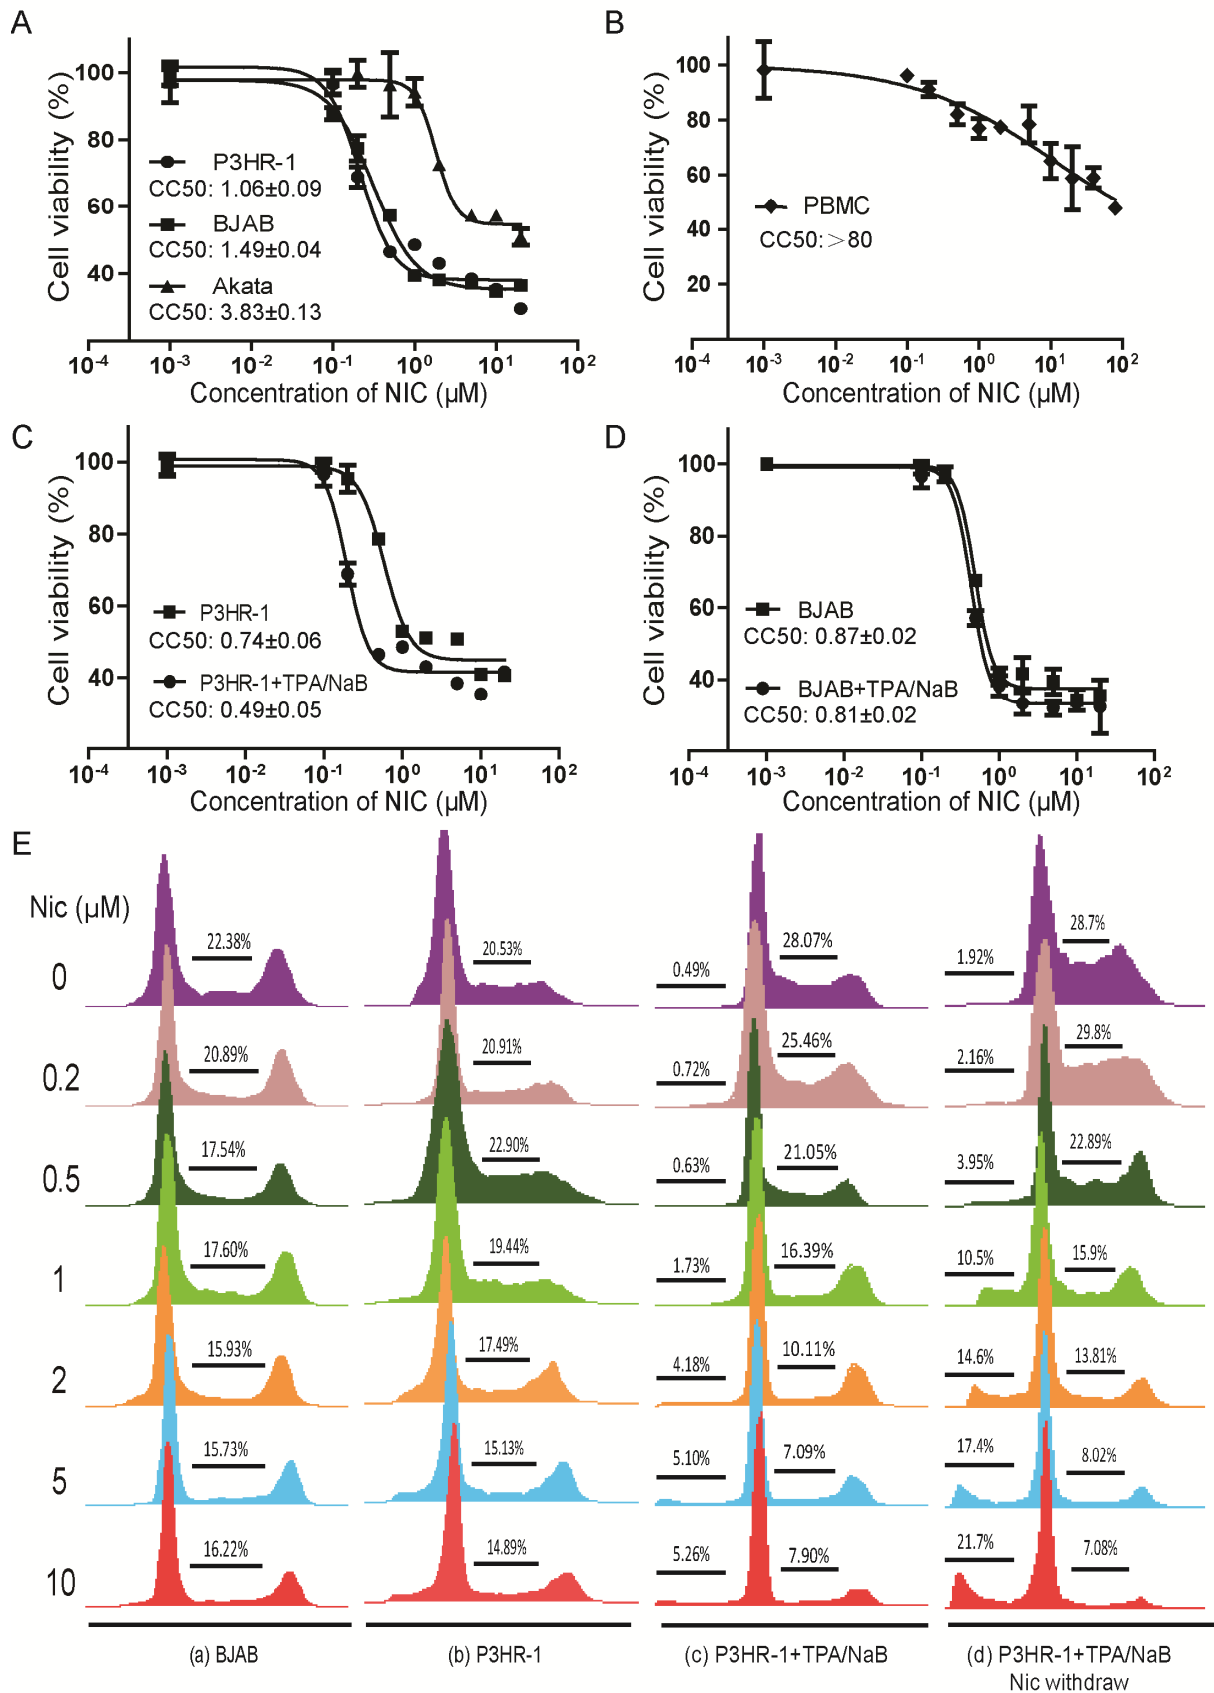 A
Cell viability (%)
100
80
60
40
P3HR-1
CC50: 1.06±0.09
BJAB
CC50: 1.49±0.04
Akata
CC50: 3.83±0.13
10-4 10-3 10-1 100 101 102
Concentration of NIC (µM)
B
Cell viability (%)
100
80
60
40
20
PBMC
CC50:>80
10-4 10-3 10-2 10-1 100 101 102
Concentration of NIC (µM)
C
Cell viability (%)
100
80
60
40
P3HR-1
CC50: 0.74±0.06
P3HR-1+TPA/NaB
CC50: 0.49±0.05
10-4 10-3 10-2 10-1 100 101 102
Concentration of NIC (µM)
D
Cell viability (%)
100
80
60
40
BJAB
CC50: 0.87±0.02
BJAB+TPA/NaB
CC50: 0.81±0.02
10-4 10-3 10-2 10-1 100 101 102
Concentration of NIC (µM)
E
Nic (µM)
0 22.38% 20.53% 0.49% 28.07% 1.92% 28.7%
0.2 20.89% 20.91% 0.72% 25.46% 2.16% 29.8%
0.5 17.54% 22.90% 0.63% 21.05% 3.95% 22.89%
1 17.60% 19.44% 1.73% 16.39% 10.5% 15.9%
2 15.93% 17.49% 4.18% 10.11% 14.6% 13.81%
5 15.73% 15.13% 5.10% 7.09% 17.4% 8.02%
10 16.22% 14.89% 5.26% 7.90% 21.7% 7.08%
(a) BJAB (b) P3HR-1 (c) P3HR-1+TPA/NaB (d) P3HR-1+TPA/NaB
Nic withdraw